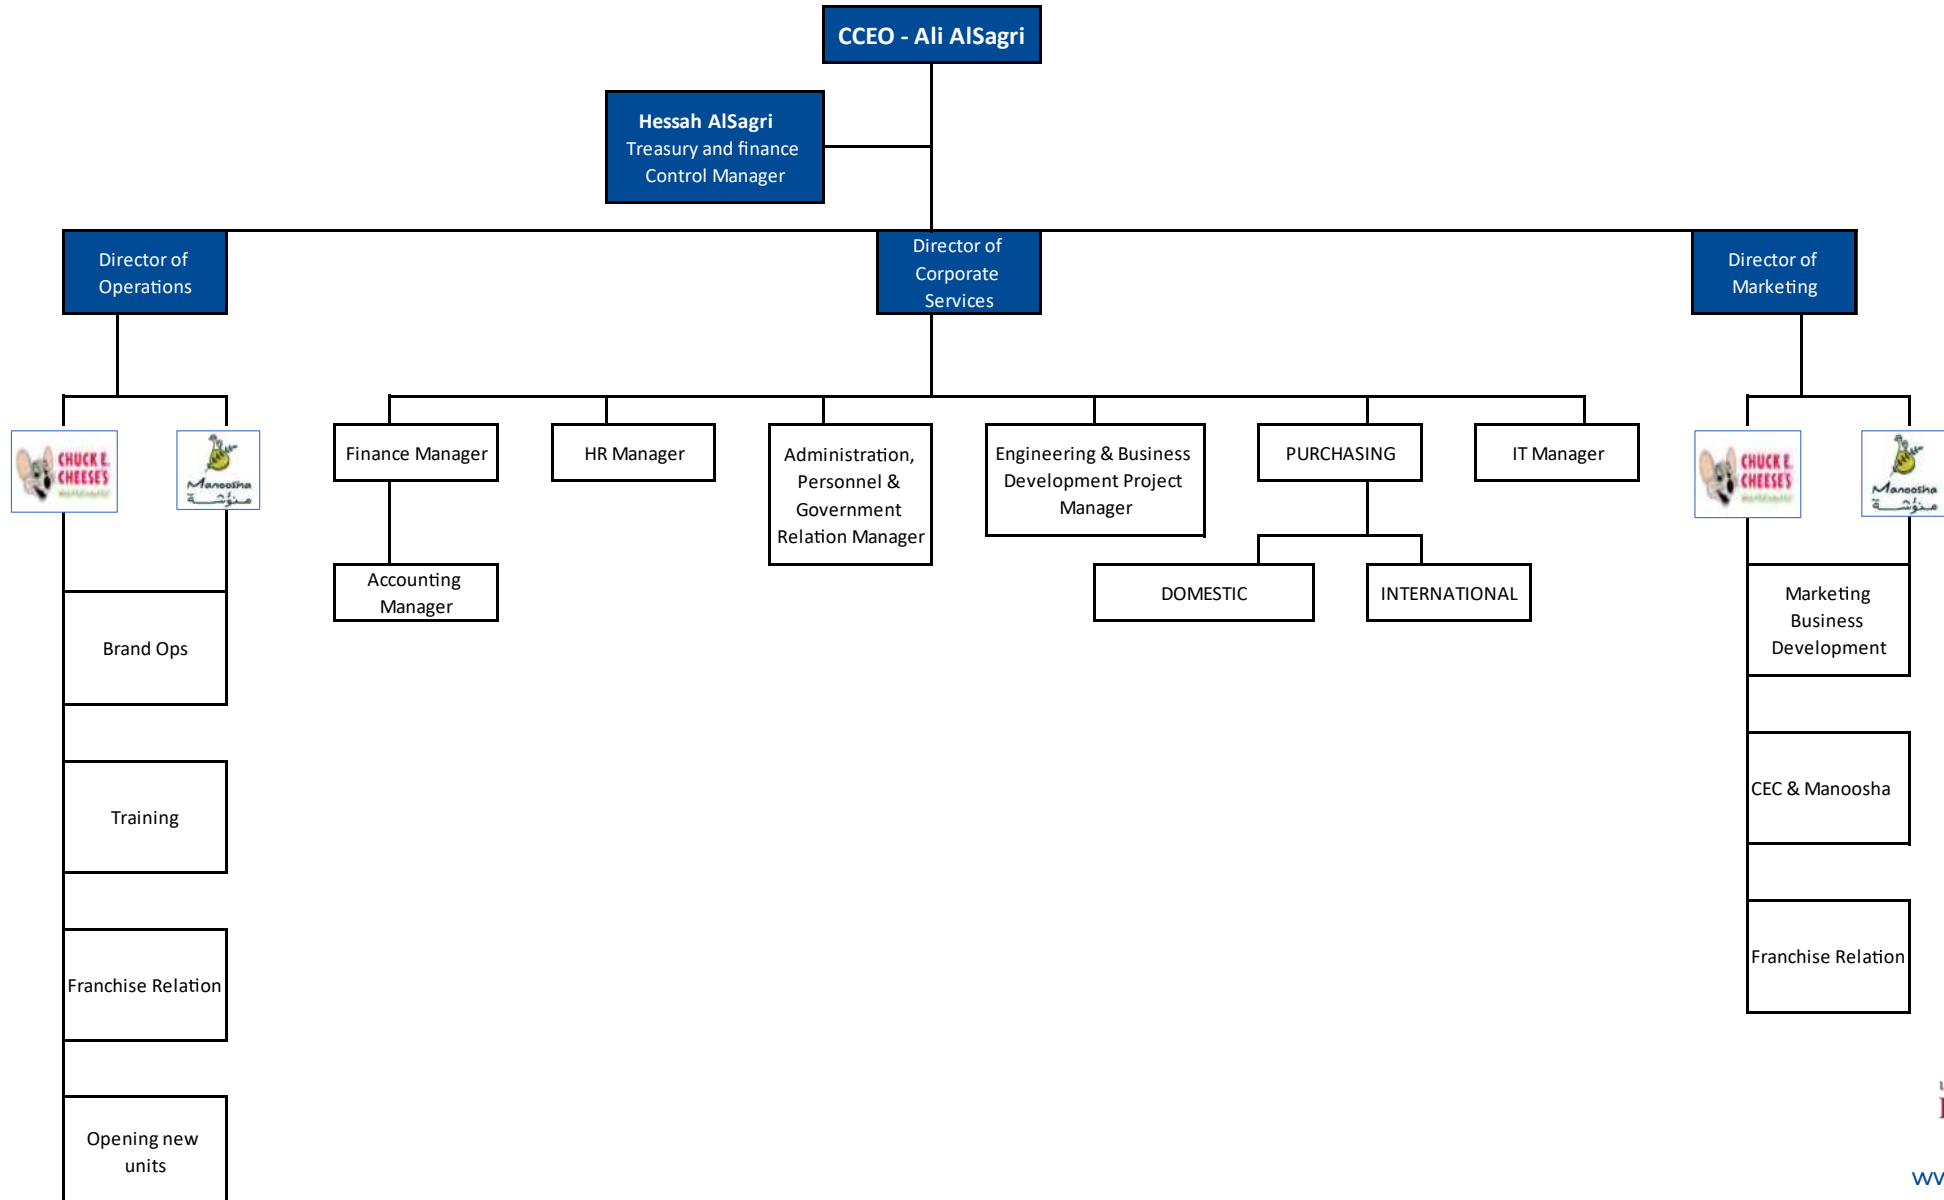 CCEO - Ali AlSagri
Hessah AlSagri
Treasury and finance
Control Manager
Director of
Operations
Director of
Corporate
Services
Director of
Marketing
CHUCK E.
CHEESE'S
Manoosha
منؤشة
Finance Manager
HR Manager
Administration,
Personnel &
Government
Relation Manager
Engineering & Business
Development Project
Manager
PURCHASING
IT Manager
CHUCK E.
CHEESE'S
Manoosha
منؤشة
Accounting
Manager
DOMESTIC
INTERNATIONAL
Marketing
Business
Development
Brand Ops
CEC & Manoosha
Training
Franchise Relation
Franchise Relation
Opening new
units